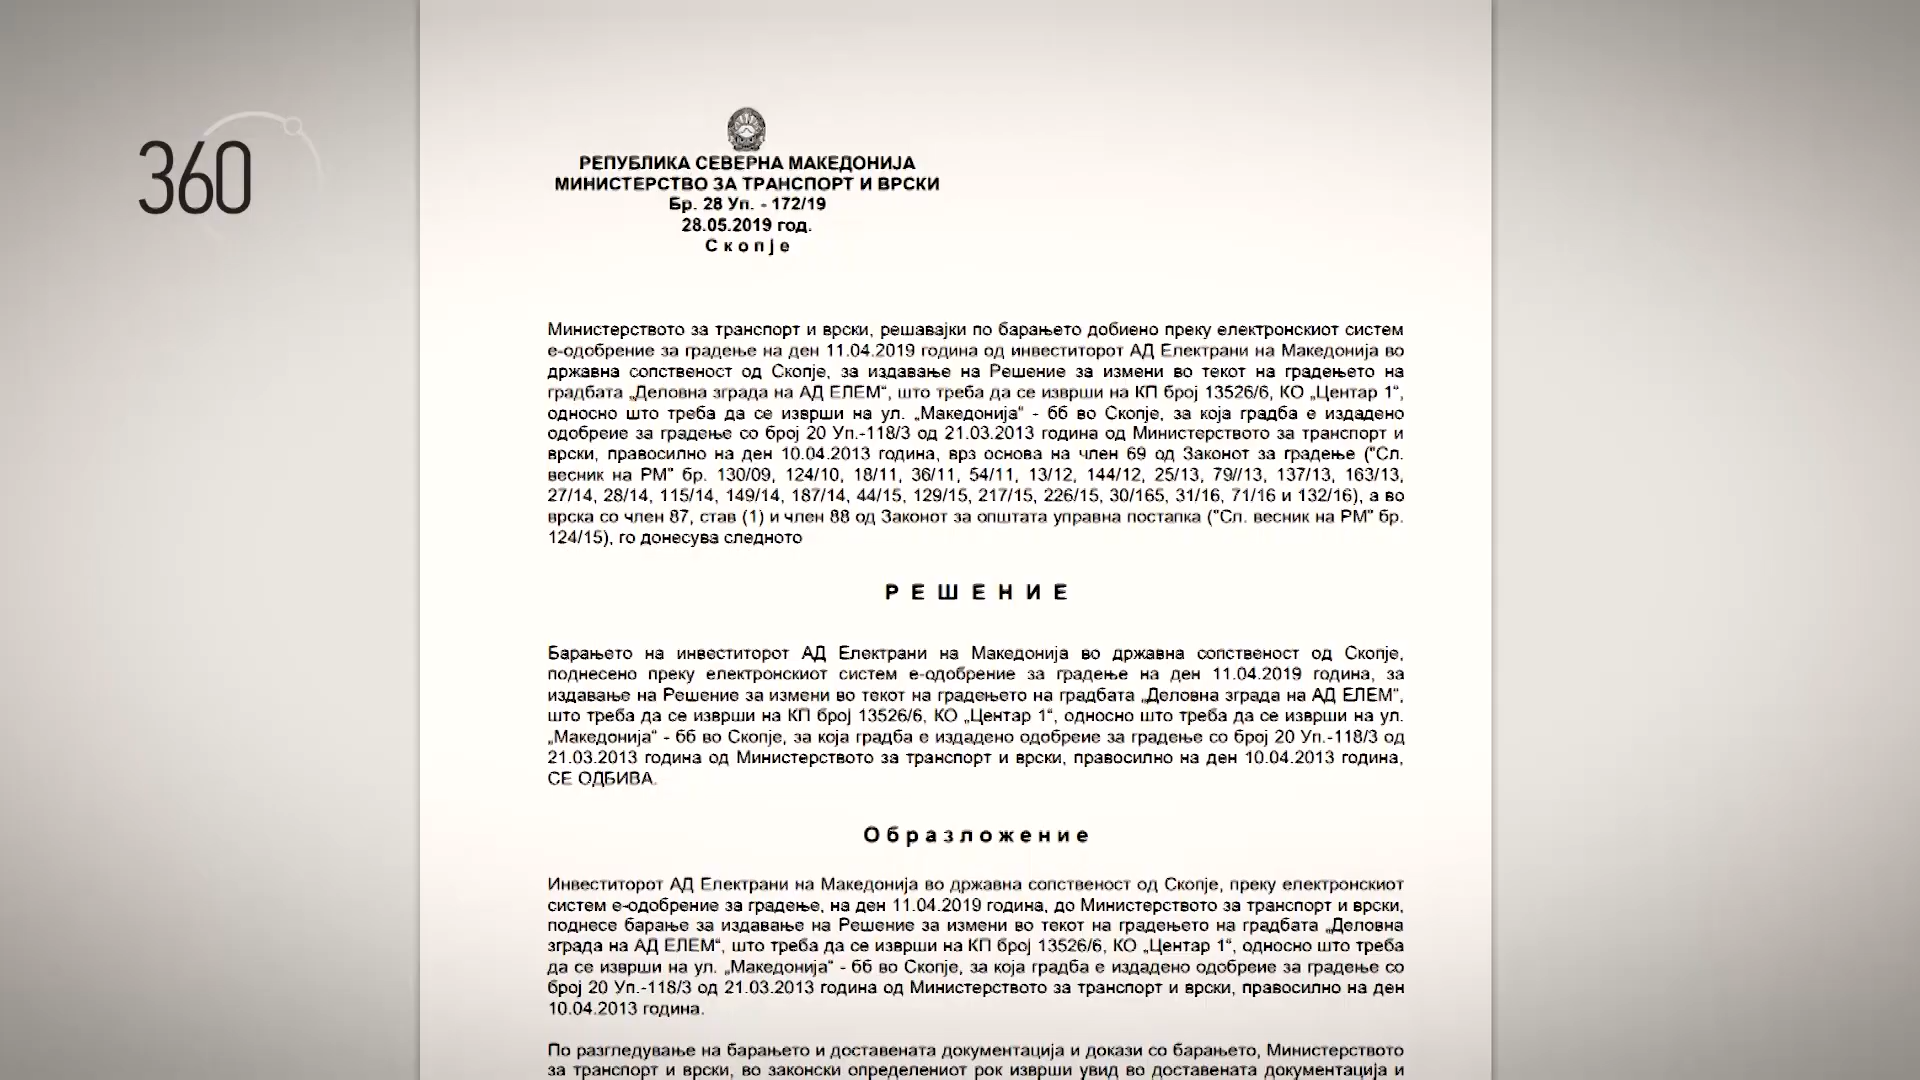 360
РЕПУБЛИКА СЕВЕРНА МАКЕДОНИЈА
МИНИСТЕРСТВО ЗА ТРАНСПОРТ И ВРСКИ
Бр. 28 Уп. - 172/19
28.05.2019 год.
С к о п ј е
Министерството за транспорт и врски, решавајки по барањето добиено преку електронскиот систем
е-одобрение за градење на ден 11.04.2019 година од инвеститорот АД Електрани на Македонија во
државна сопственост од Скопје, за издавање на Решение за измени во текот на градењето на
градбата „Деловна зграда на АД ЕЛЕМ“, што треба да се изврши на КП број 13526/6, КО „Центар 1“,
односно што треба да се изврши на ул. „Македонија“ - бб во Скопје, за која градба е издадено
одобреие за градење со број 20 Уп.-118/3 од 21.03.2013 година од Министерството за транспорт и
врски, правосилно на ден 10.04.2013 година, врз основа на член 69 од Законот за градење ("Сл.
весник на РМ" бр. 130/09, 124/10, 18/11, 36/11, 54/11, 13/12, 144/12, 25/13, 79//13, 137/13, 163/13,
27/14, 28/14, 115/14, 149/14, 187/14, 44/15, 129/15, 217/15, 226/15, 30/165, 31/16, 71/16 и 132/16), а во
врска со член 87, став (1) и член 88 од Законот за општата управна постапка ("Сл. весник на РМ" бр.
124/15), го донесува следното
Р Е Ш Е Н И Е
Барањето на инвеститорот АД Електрани на Македонија во државна сопственост од Скопје,
поднесено преку електронскиот систем е-одобрение за градење на ден 11.04.2019 година, за
издавање на Решение за измени во текот на градењето на градбата „Деловна зграда на АД ЕЛЕМ“,
што треба да се изврши на КП број 13526/6, КО „Центар 1“, односно што треба да се изврши на ул.
„Македонија“ - бб во Скопје, за која градба е издадено одобреие за градење со број 20 Уп.-118/3 од
21.03.2013 година од Министерството за транспорт и врски, правосилно на ден 10.04.2013 година,
СЕ ОДБИВА.
О б р а з л о ж е н и е
Инвеститорот АД Електрани на Македонија во државна сопственост од Скопје, преку електронскиот
систем е-одобрение за градење, на ден 11.04.2019 година, до Министерството за транспорт и врски,
поднесе барање за издавање на Решение за измени во текот на градењето на градбата „Деловна
зграда на АД ЕЛЕМ“, што треба да се изврши на КП број 13526/6, КО „Центар 1“, односно што треба
да се изврши на ул. „Македонија“ - бб во Скопје, за која градба е издадено одобреие за градење со
број 20 Уп.-118/3 од 21.03.2013 година од Министерството за транспорт и врски, правосилно на ден
10.04.2013 година.
По разгледување на барањето и доставената документација и докази со барањето, Министерството
за транспорт и врски, во законски определениот рок изврши увид во доставената документација и